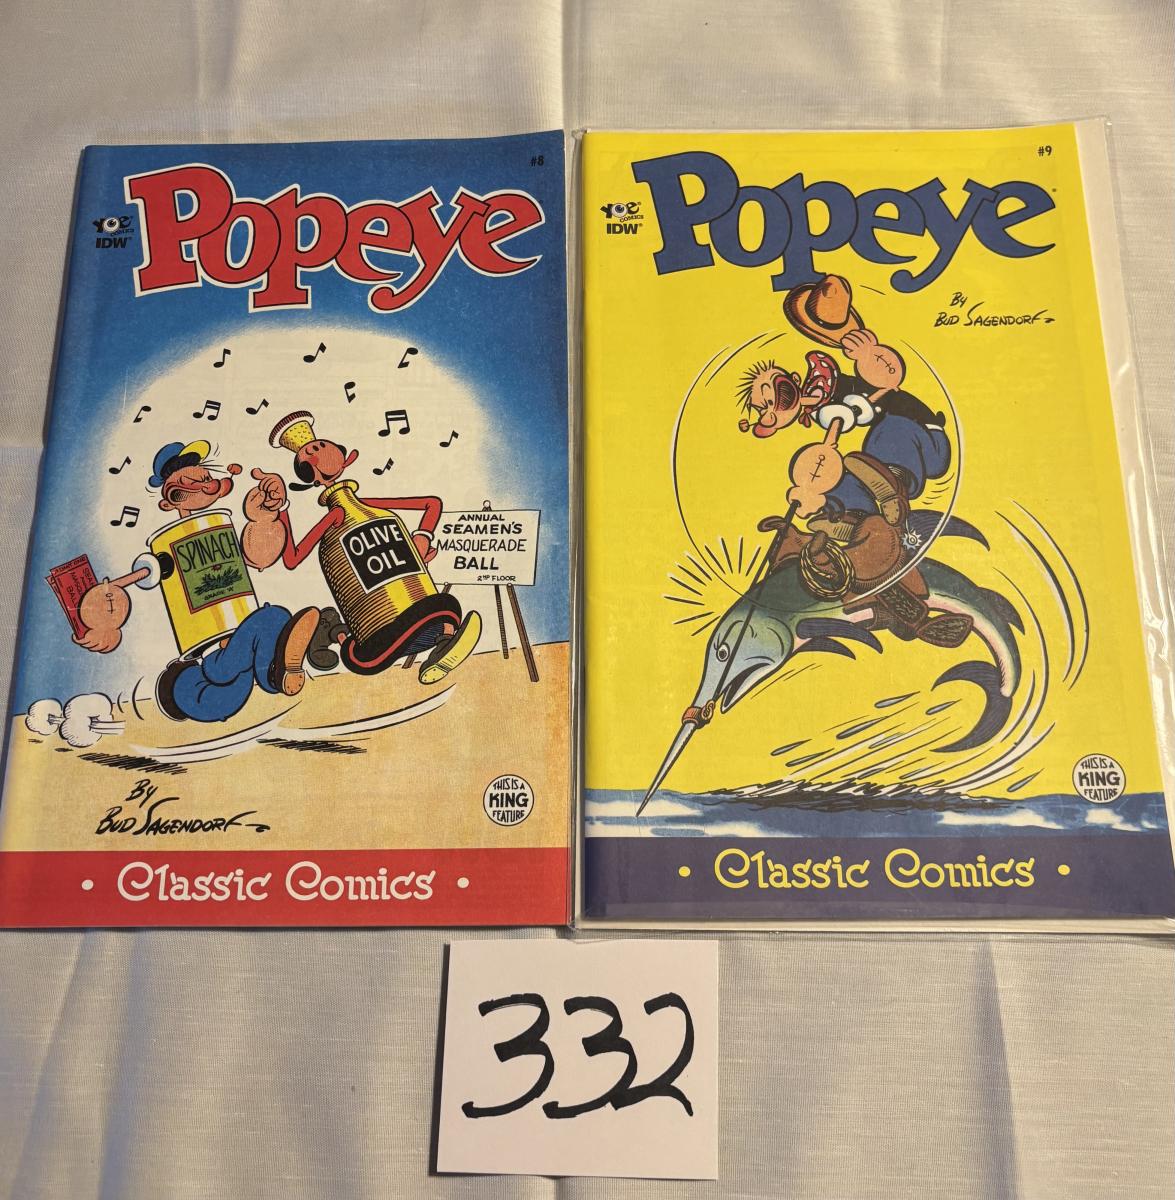 #8
YOE
COMICS
IDW®
Popeye
SPINACH
GRADE "A"
OLIVE
OIL
ANNUAL
SEAMEN'S
MASQUERADE
BALL
2ND FLOOR
By
BUD SAGENDORF
THIS IS A
KING
FEATURE
• Classic Comics •
#9
YOE®
COMICS
IDW®
Popeye
By
BUD SAGENDORF
THIS IS A
KING
FEATURE
• Classic Comics •
332